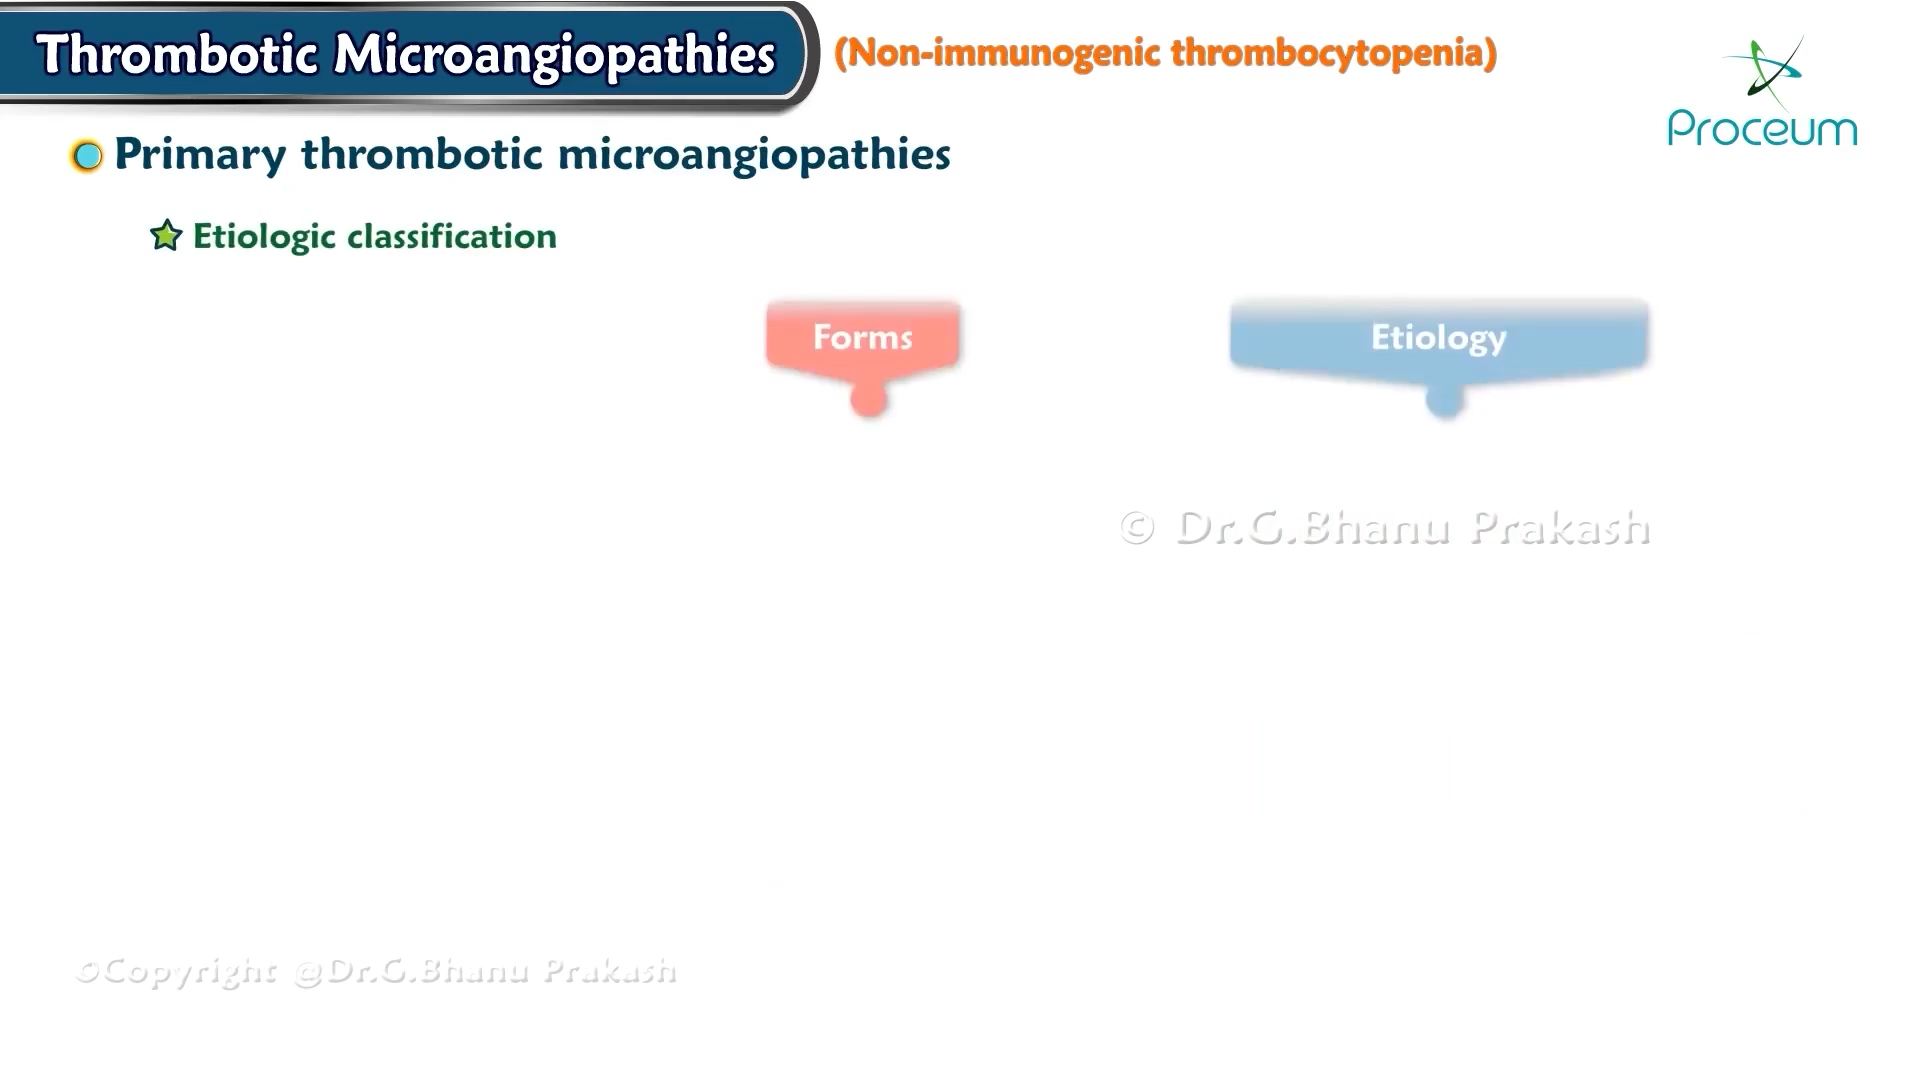 Thrombotic Microangiopathies (Non-immunogenic thrombocytopenia)
Proceum
Primary thrombotic microangiopathies
Etiologic classification
Forms Etiology
© Dr.G.Bhanu Prakash
©Copyright @Dr.G.Bhanu Prakash